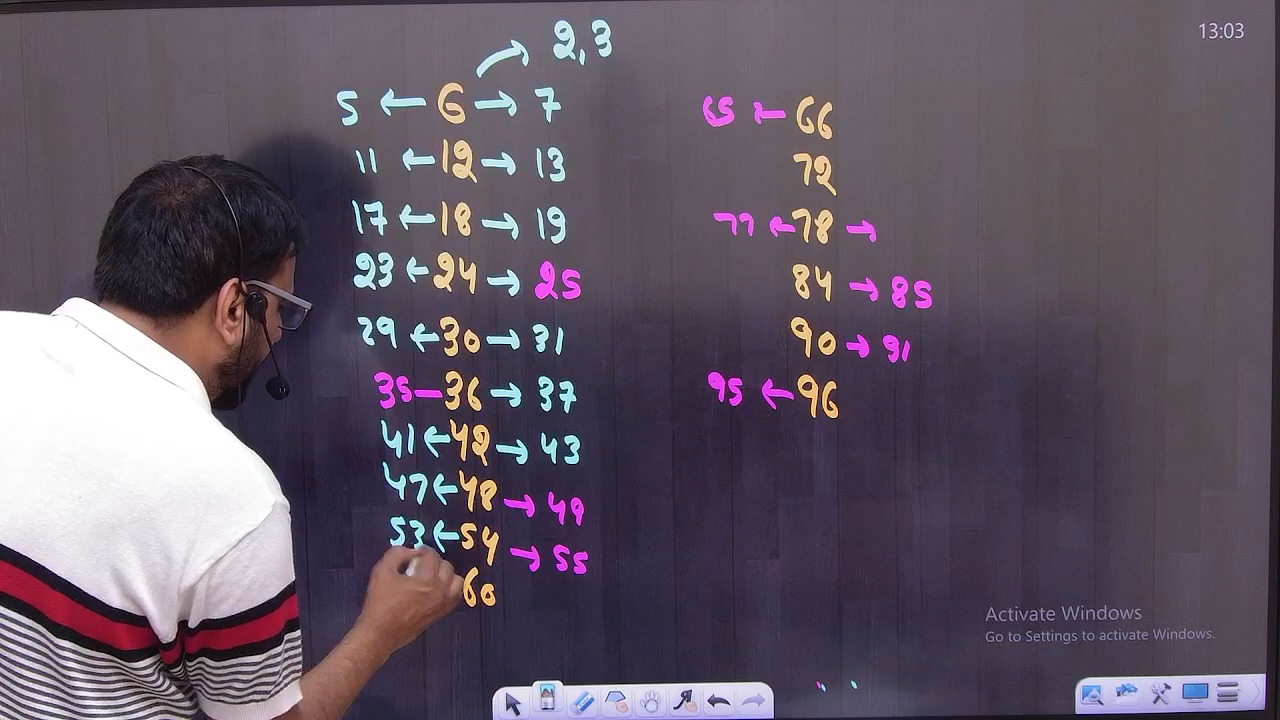 13:03
2,3
5 ← 6 → 7
11 ← 12 → 13
17 ← 18 → 19
23 ← 24 → 25
29 ← 30 → 31
35 — 36 → 37
41 ← 42 → 43
47 ← 48 → 49
53 ← 54 → 55
60
65 ← 66
72
77 ← 78 →
84 → 85
90 → 91
95 ← 96
Activate Windows
Go to Settings to activate Windows.